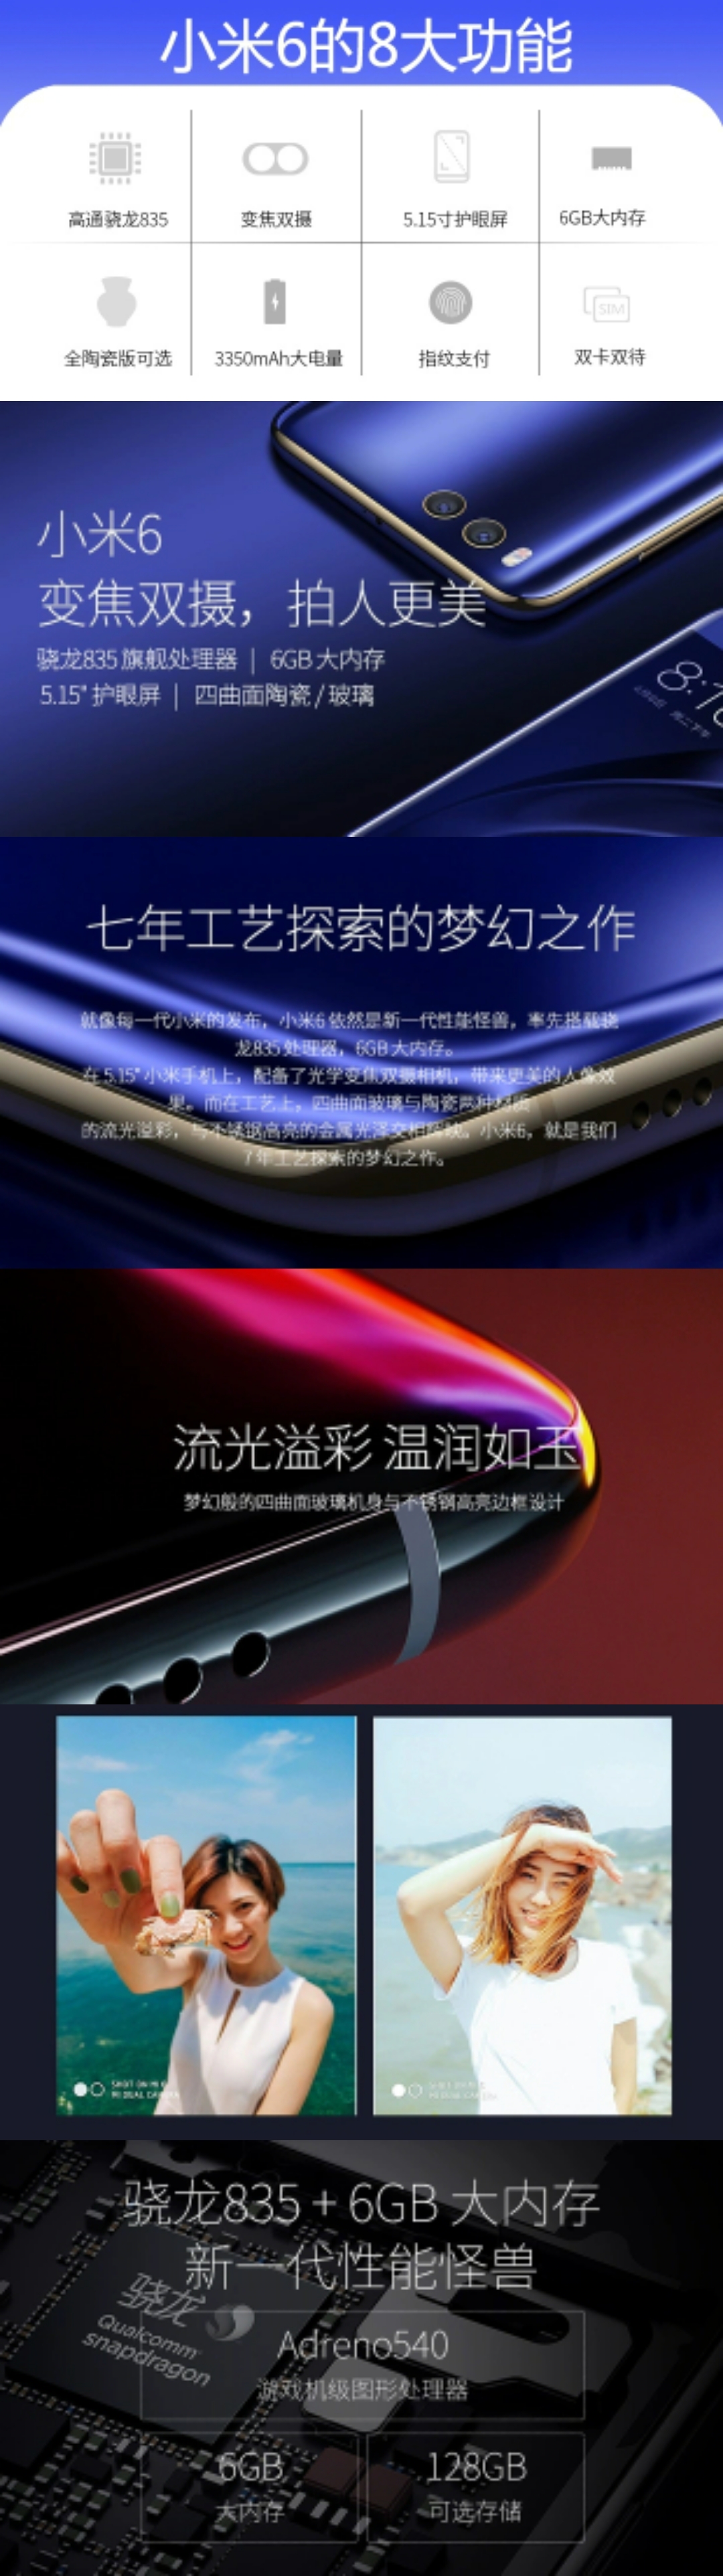 小米6的8大功能
高通骁龙835
变焦双摄
5.15寸护眼屏
6GB大内存
全陶瓷版可选
3350mAh大电量
指纹支付
SIM
双卡双待
小米6
变焦双摄，拍人更美
骁龙835 旗舰处理器 | 6GB 大内存
5.15" 护眼屏 | 四曲面陶瓷 / 玻璃
七年工艺探索的梦幻之作
就像每一代小米的发布，小米6 依然是新一代性能怪兽，率先搭载骁
龙835 处理器，6GB 大内存。
在 5.15" 小米手机上，配备了光学变焦双摄相机，带来更美的人像效
果。而在工艺上，四曲面玻璃与陶瓷两种材质
的流光溢彩，与不锈钢高亮的金属光泽交相辉映。小米6，就是我们
7年工艺探索的梦幻之作。
流光溢彩 温润如玉
梦幻般的四曲面玻璃机身与不锈钢高亮边框设计
SHOT ON MI 6
MI DUAL CAMERA
骁龙835 + 6GB 大内存
新一代性能怪兽
骁龙
Qualcomm
snapdragon
Adreno540
游戏机级图形处理器
6GB
大内存
128GB
可选存储